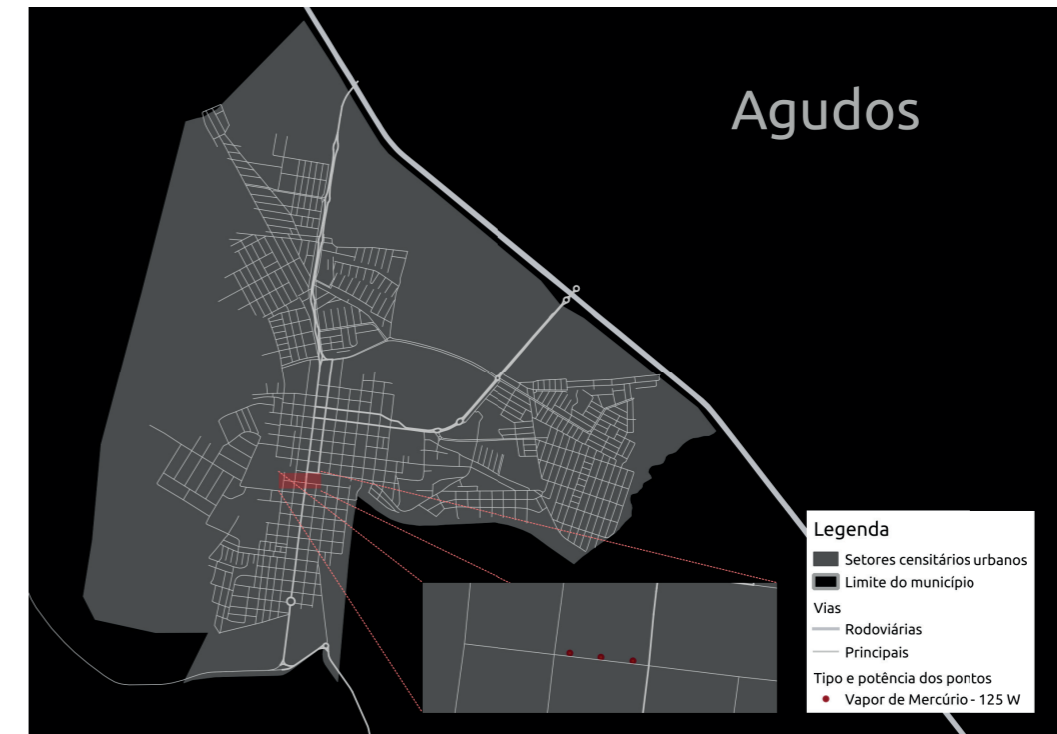 Agudos
Legenda
Setores censitários urbanos
Limite do município
Vias
Rodoviárias
Principais
Tipo e potência dos pontos
Vapor de Mercúrio - 125 W